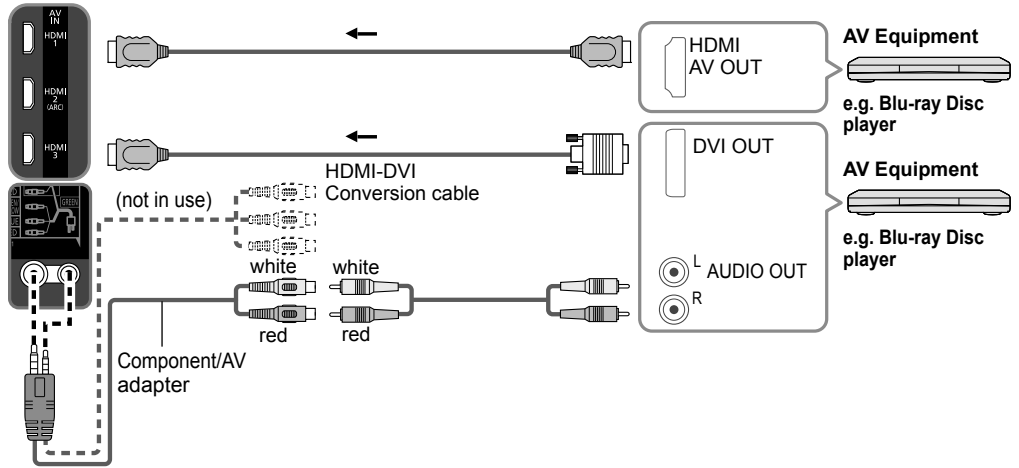 AV
IN
HDMI
1
HDMI
2
(ARC)
HDMI
3
HDMI
AV OUT
AV Equipment
e.g. Blu-ray Disc
player
HDMI-DVI
Conversion cable
DVI OUT
AV Equipment
e.g. Blu-ray Disc
player
GREEN
(not in use)
white
white
red
red
L
AUDIO OUT
R
Component/AV
adapter